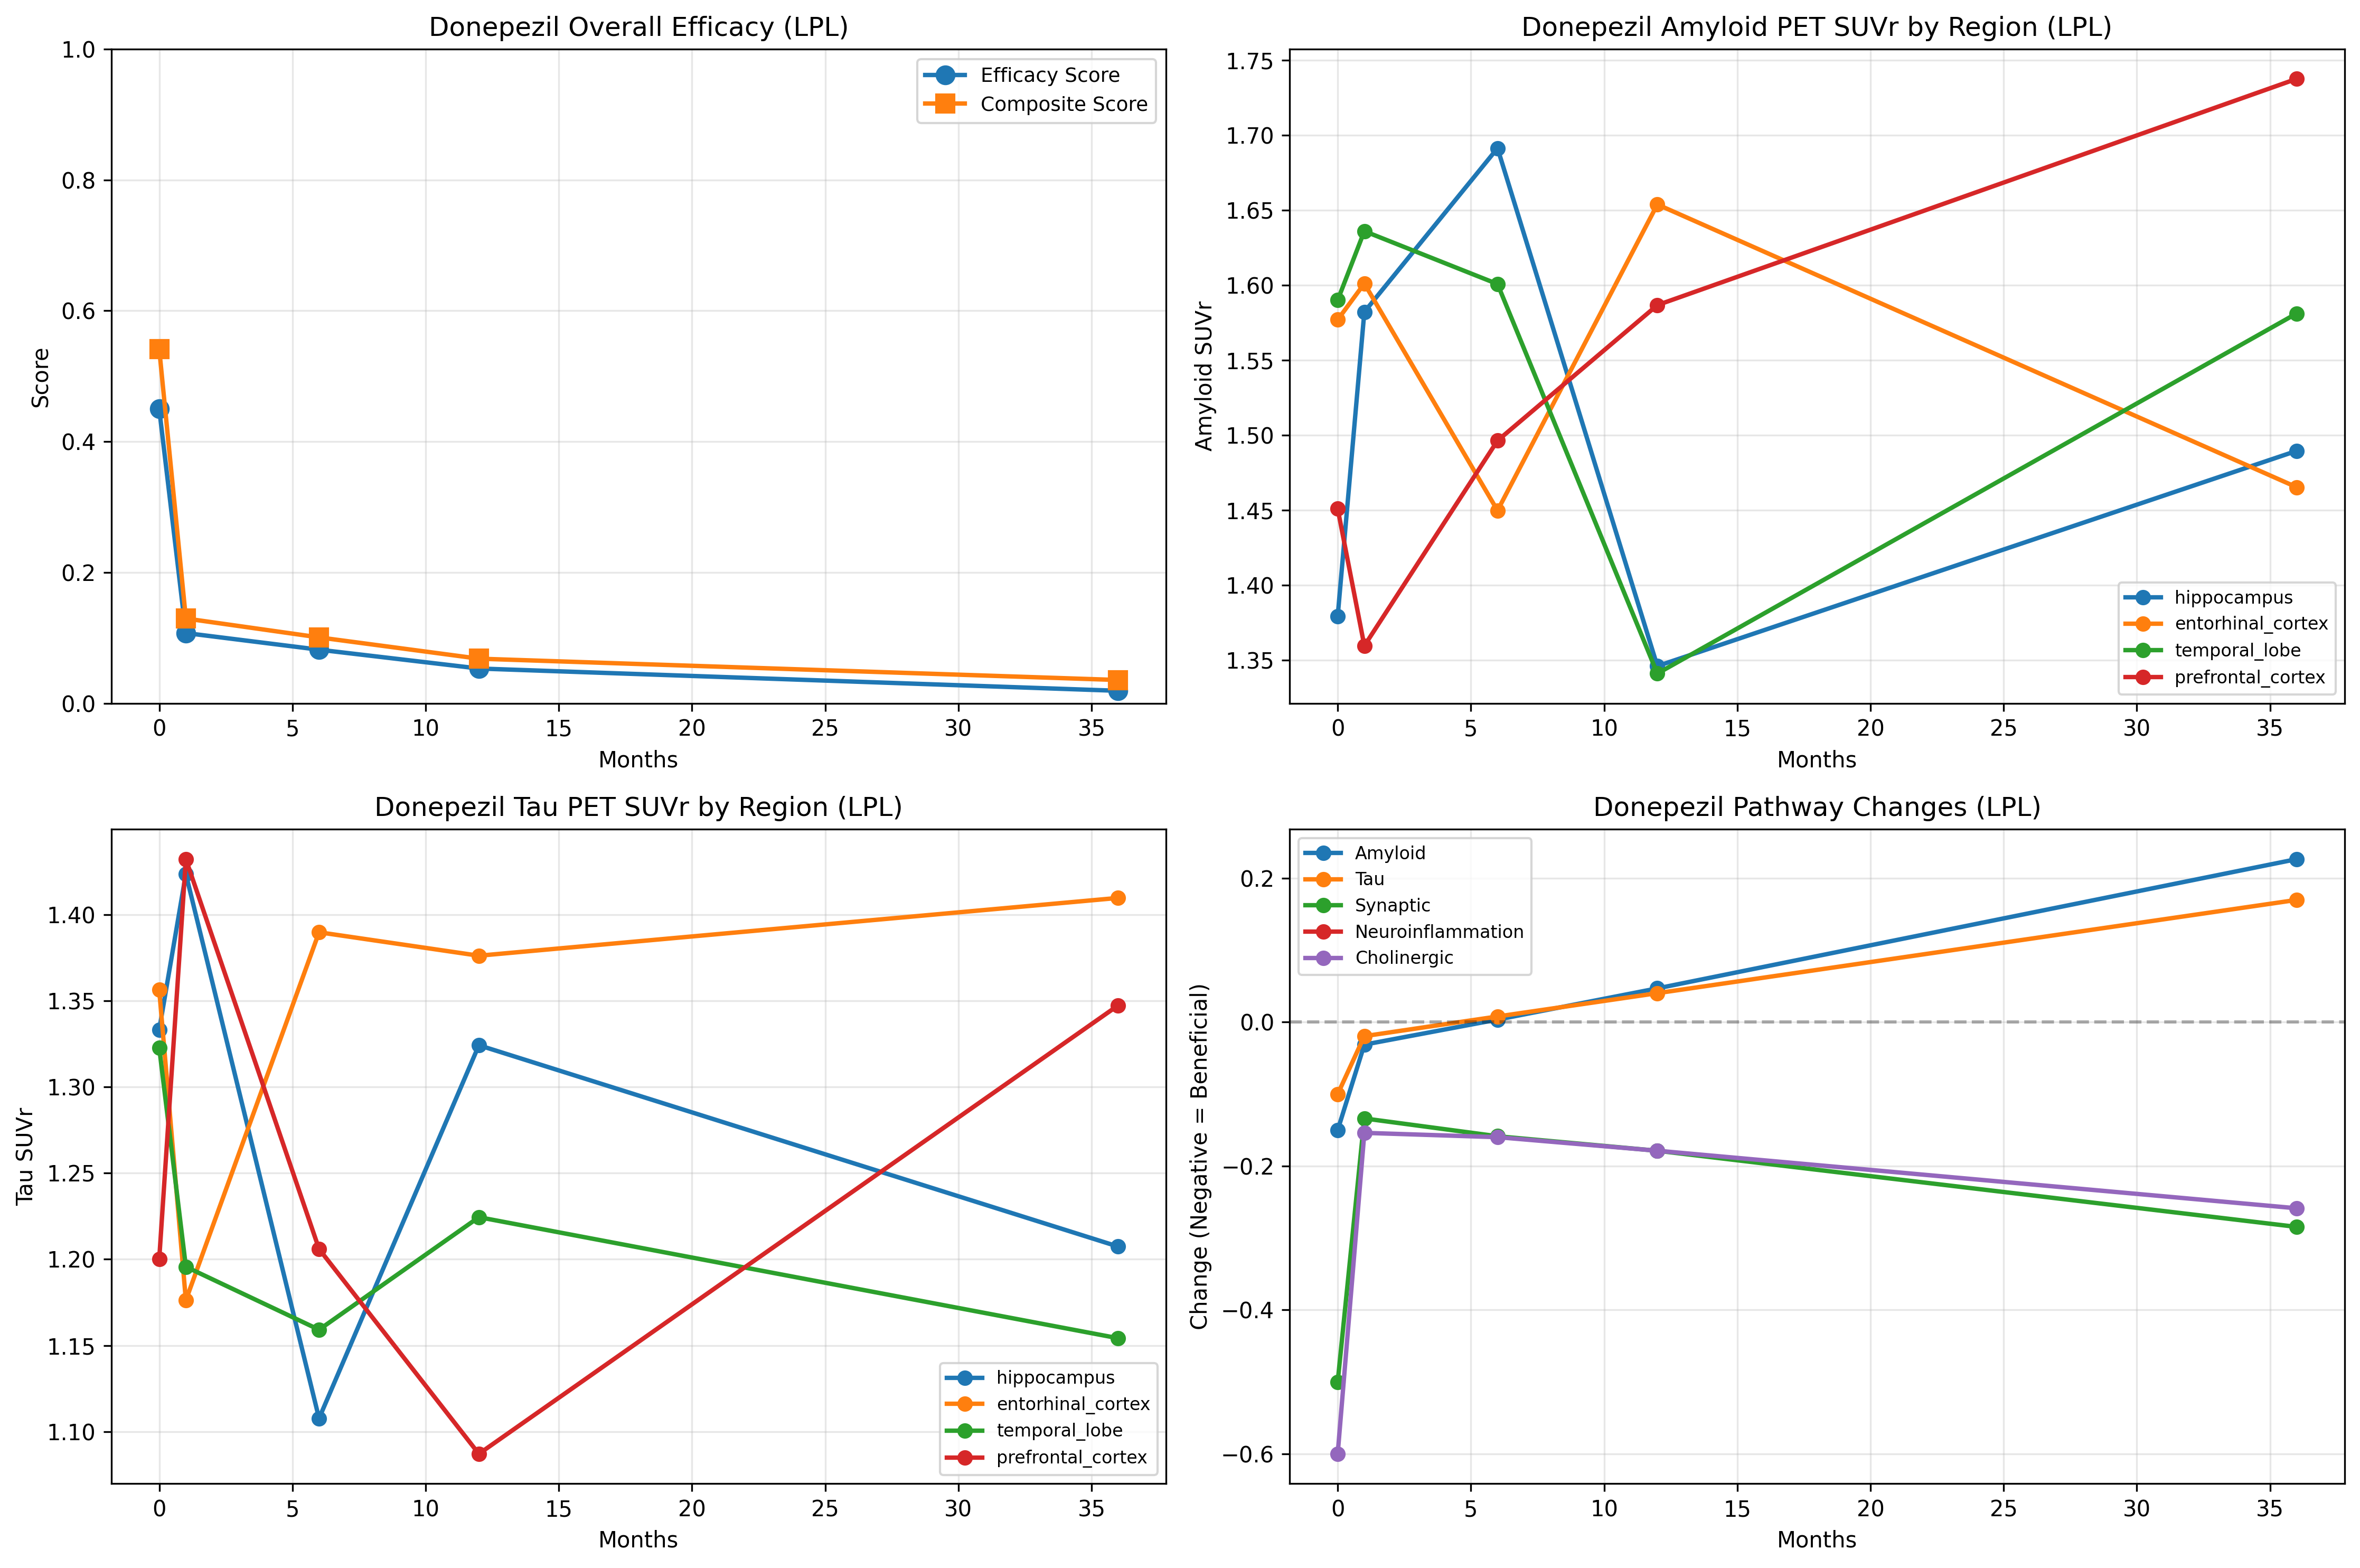 Donepezil Overall Efficacy (LPL)
Score
1.0
0.8
0.6
0.4
0.2
0.0
0 5 10 15 20 25 30 35
Months
Efficacy Score
Composite Score
Donepezil Amyloid PET SUVr by Region (LPL)
Amyloid SUVr
1.75
1.70
1.65
1.60
1.55
1.50
1.45
1.40
1.35
0 5 10 15 20 25 30 35
Months
hippocampus
entorhinal_cortex
temporal_lobe
prefrontal_cortex
Donepezil Tau PET SUVr by Region (LPL)
Tau SUVr
1.40
1.35
1.30
1.25
1.20
1.15
1.10
0 5 10 15 20 25 30 35
Months
hippocampus
entorhinal_cortex
temporal_lobe
prefrontal_cortex
Donepezil Pathway Changes (LPL)
Change (Negative = Beneficial)
0.2
0.0
−0.2
−0.4
−0.6
0 5 10 15 20 25 30 35
Months
Amyloid
Tau
Synaptic
Neuroinflammation
Cholinergic